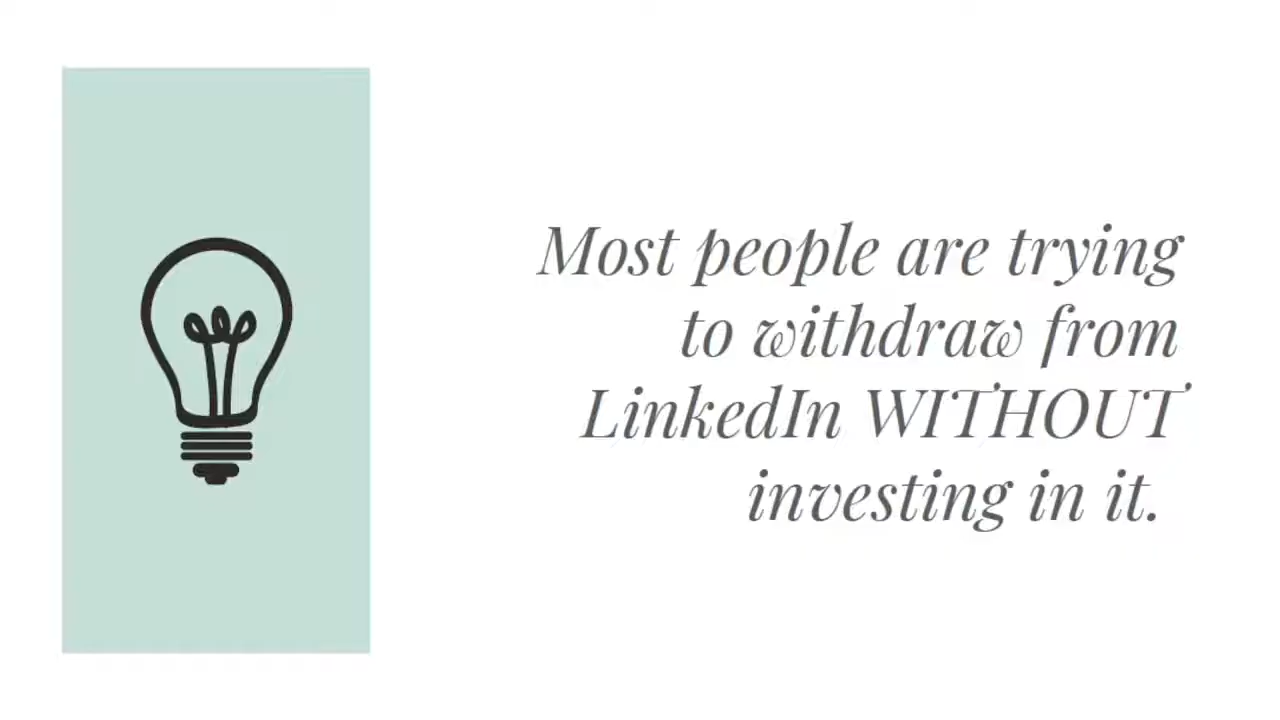 Most people are trying
to withdraw from
LinkedIn WITHOUT
investing in it.